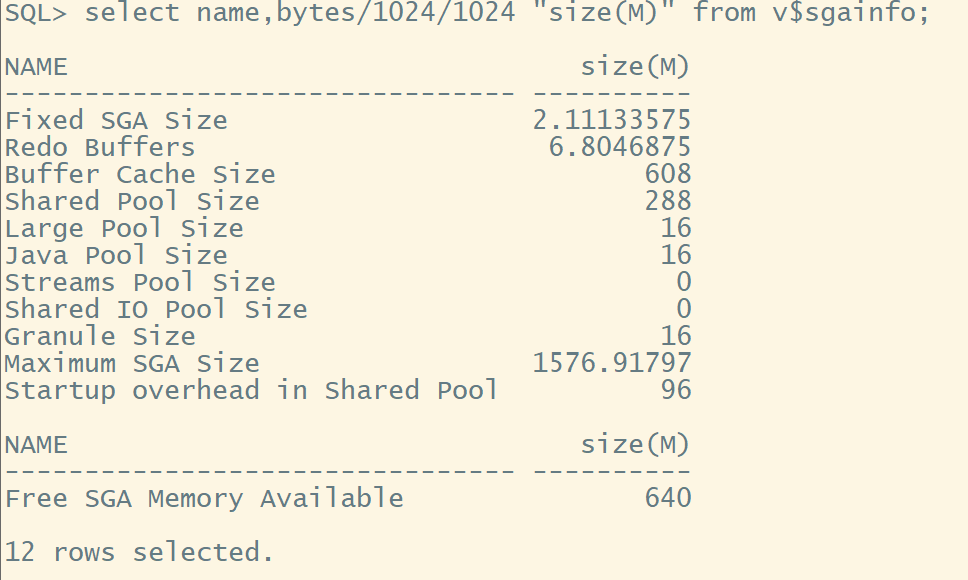 SQL> select name,bytes/1024/1024 "size(M)" from v$sgainfo;
NAME                                size(M)
-------------------------------- ----------
Fixed SGA Size                   2.11133575
Redo Buffers                      6.8046875
Buffer Cache Size                       608
Shared Pool Size                        288
Large Pool Size                          16
Java Pool Size                           16
Streams Pool Size                         0
Shared IO Pool Size                       0
Granule Size                             16
Maximum SGA Size                 1576.91797
Startup overhead in Shared Pool          96
NAME                                size(M)
-------------------------------- ----------
Free SGA Memory Available               640
12 rows selected.